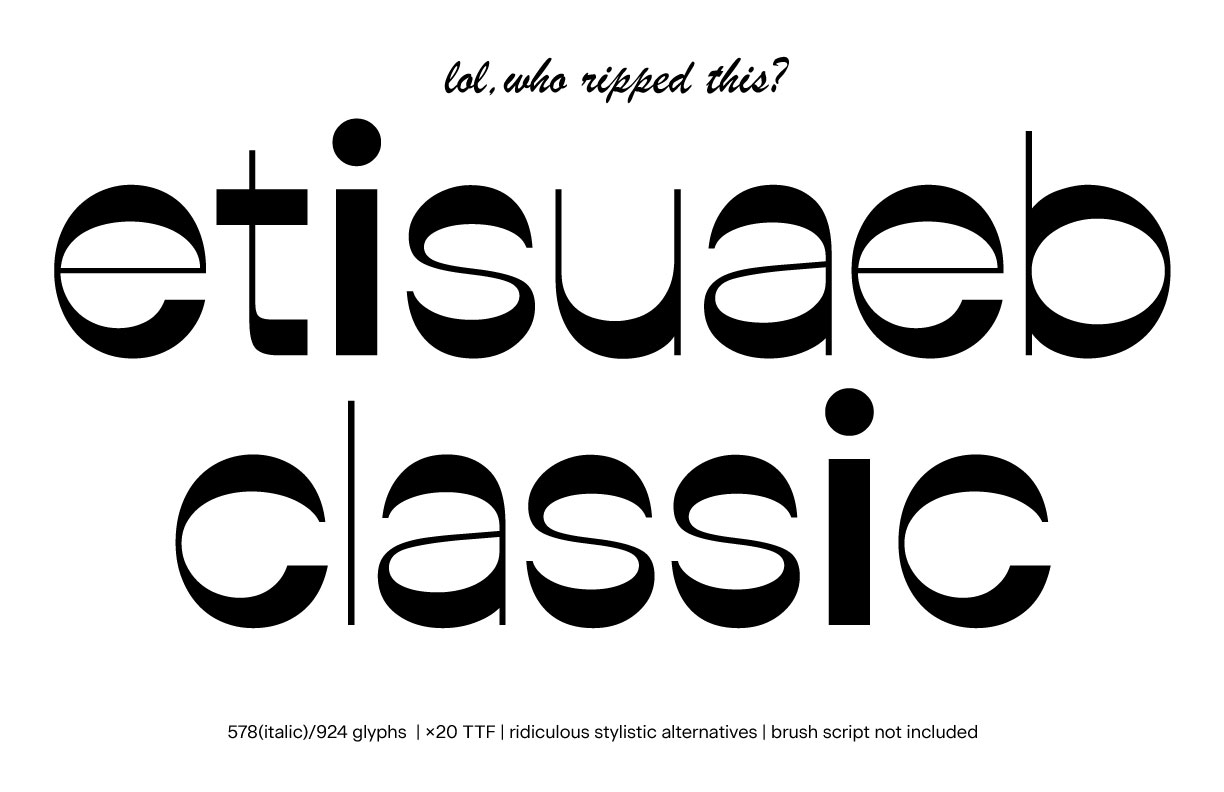 lol, who ripped this?
etisuaeb
classic
578(italic)/924 glyphs | ×20 TTF | ridiculous stylistic alternatives | brush script not included